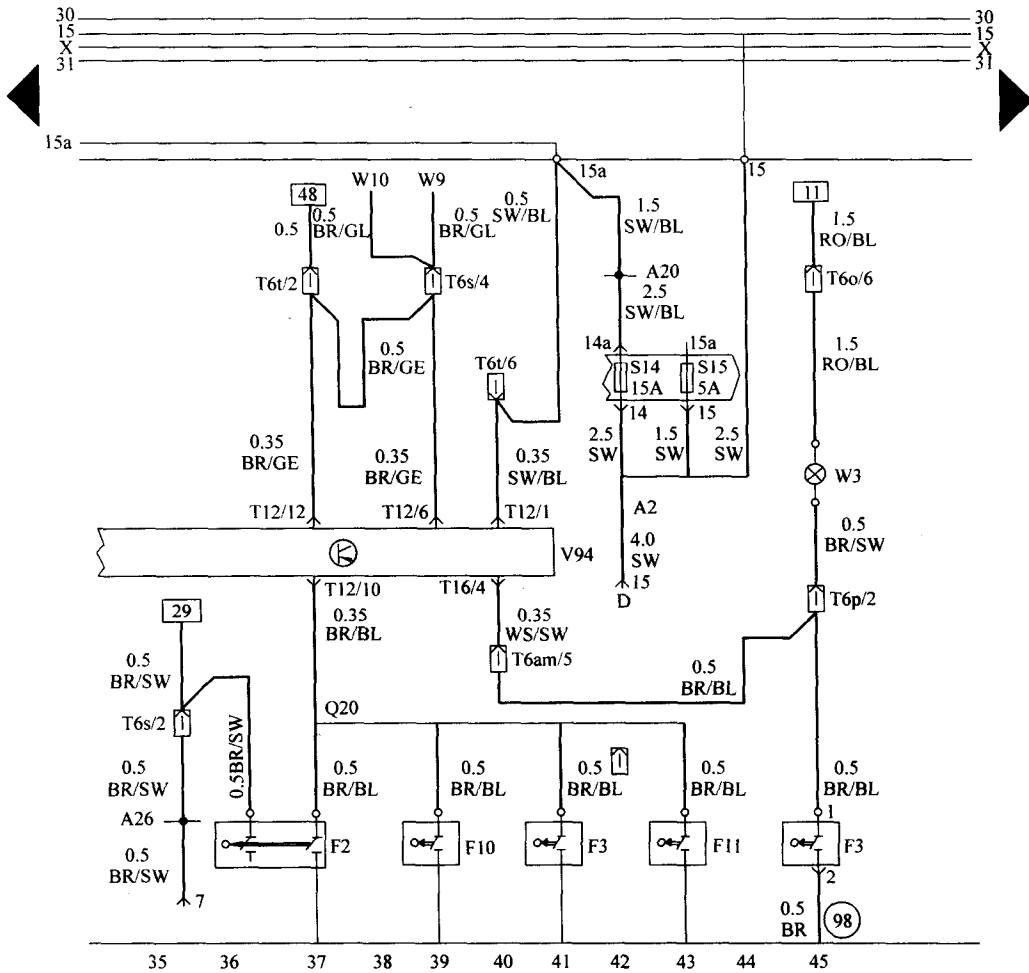 30 30
15 15
X X
31 31
15a
15a 15
W10 W9
48 11
0.5
0.5
BR/GL
0.5
BR/GL
0.5
SW/BL
1.5
SW/BL
1.5
RO/BL
T6t/2 T6s/4 A20 T6o/6
2.5
SW/BL
0.5
BR/GE
T6t/6
14a 15a
S14 S15
15A 5A
14 15
1.5
RO/BL
0.35
BR/GE
0.35
BR/GE
0.35
SW/BL
2.5
SW
1.5
SW
2.5
SW
W3
T12/12 T12/6 T12/1
A2
4.0
SW
15
D
0.5
BR/SW
V94
T12/10 T16/4
T6p/2
29
0.35
BR/BL
0.35
WS/SW
T6am/5
0.5
BR/SW
0.5
BR/BL
T6s/2
0.5BR/SW
Q20
0.5
BR/SW
0.5
BR/BL
0.5
BR/BL
0.5
BR/BL
0.5
BR/BL
0.5
BR/BL
A26
1
F2 F10 F3 F11 F3
0.5
BR/SW
2
7
0.5
BR
98
35 36 37 38 39 40 41 42 43 44 45